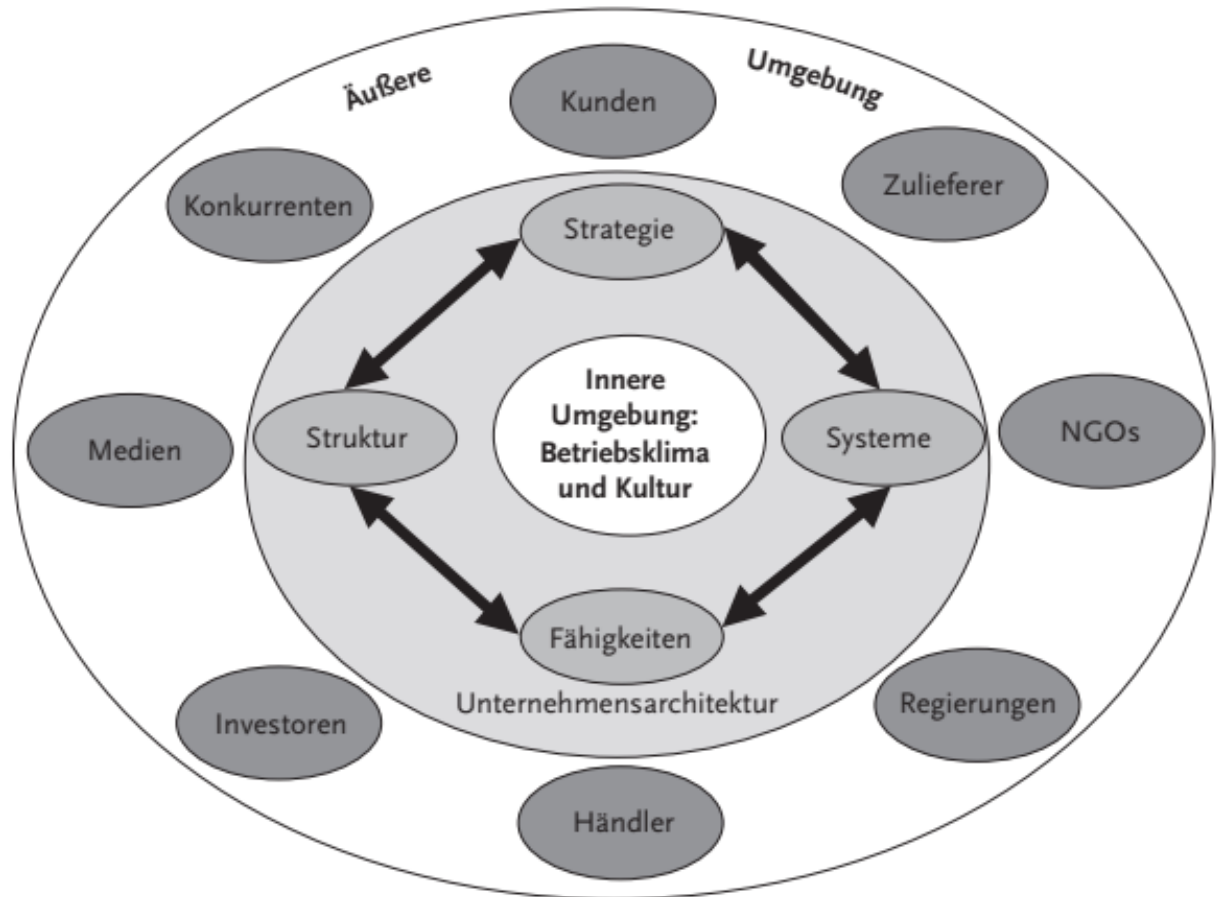 Äußere
Umgebung
Kunden
Zulieferer
Konkurrenten
Strategie
Innere
Umgebung:
Betriebsklima
und Kultur
Struktur
Systeme
Medien
NGOs
Fähigkeiten
Unternehmensarchitektur
Investoren
Regierungen
Händler